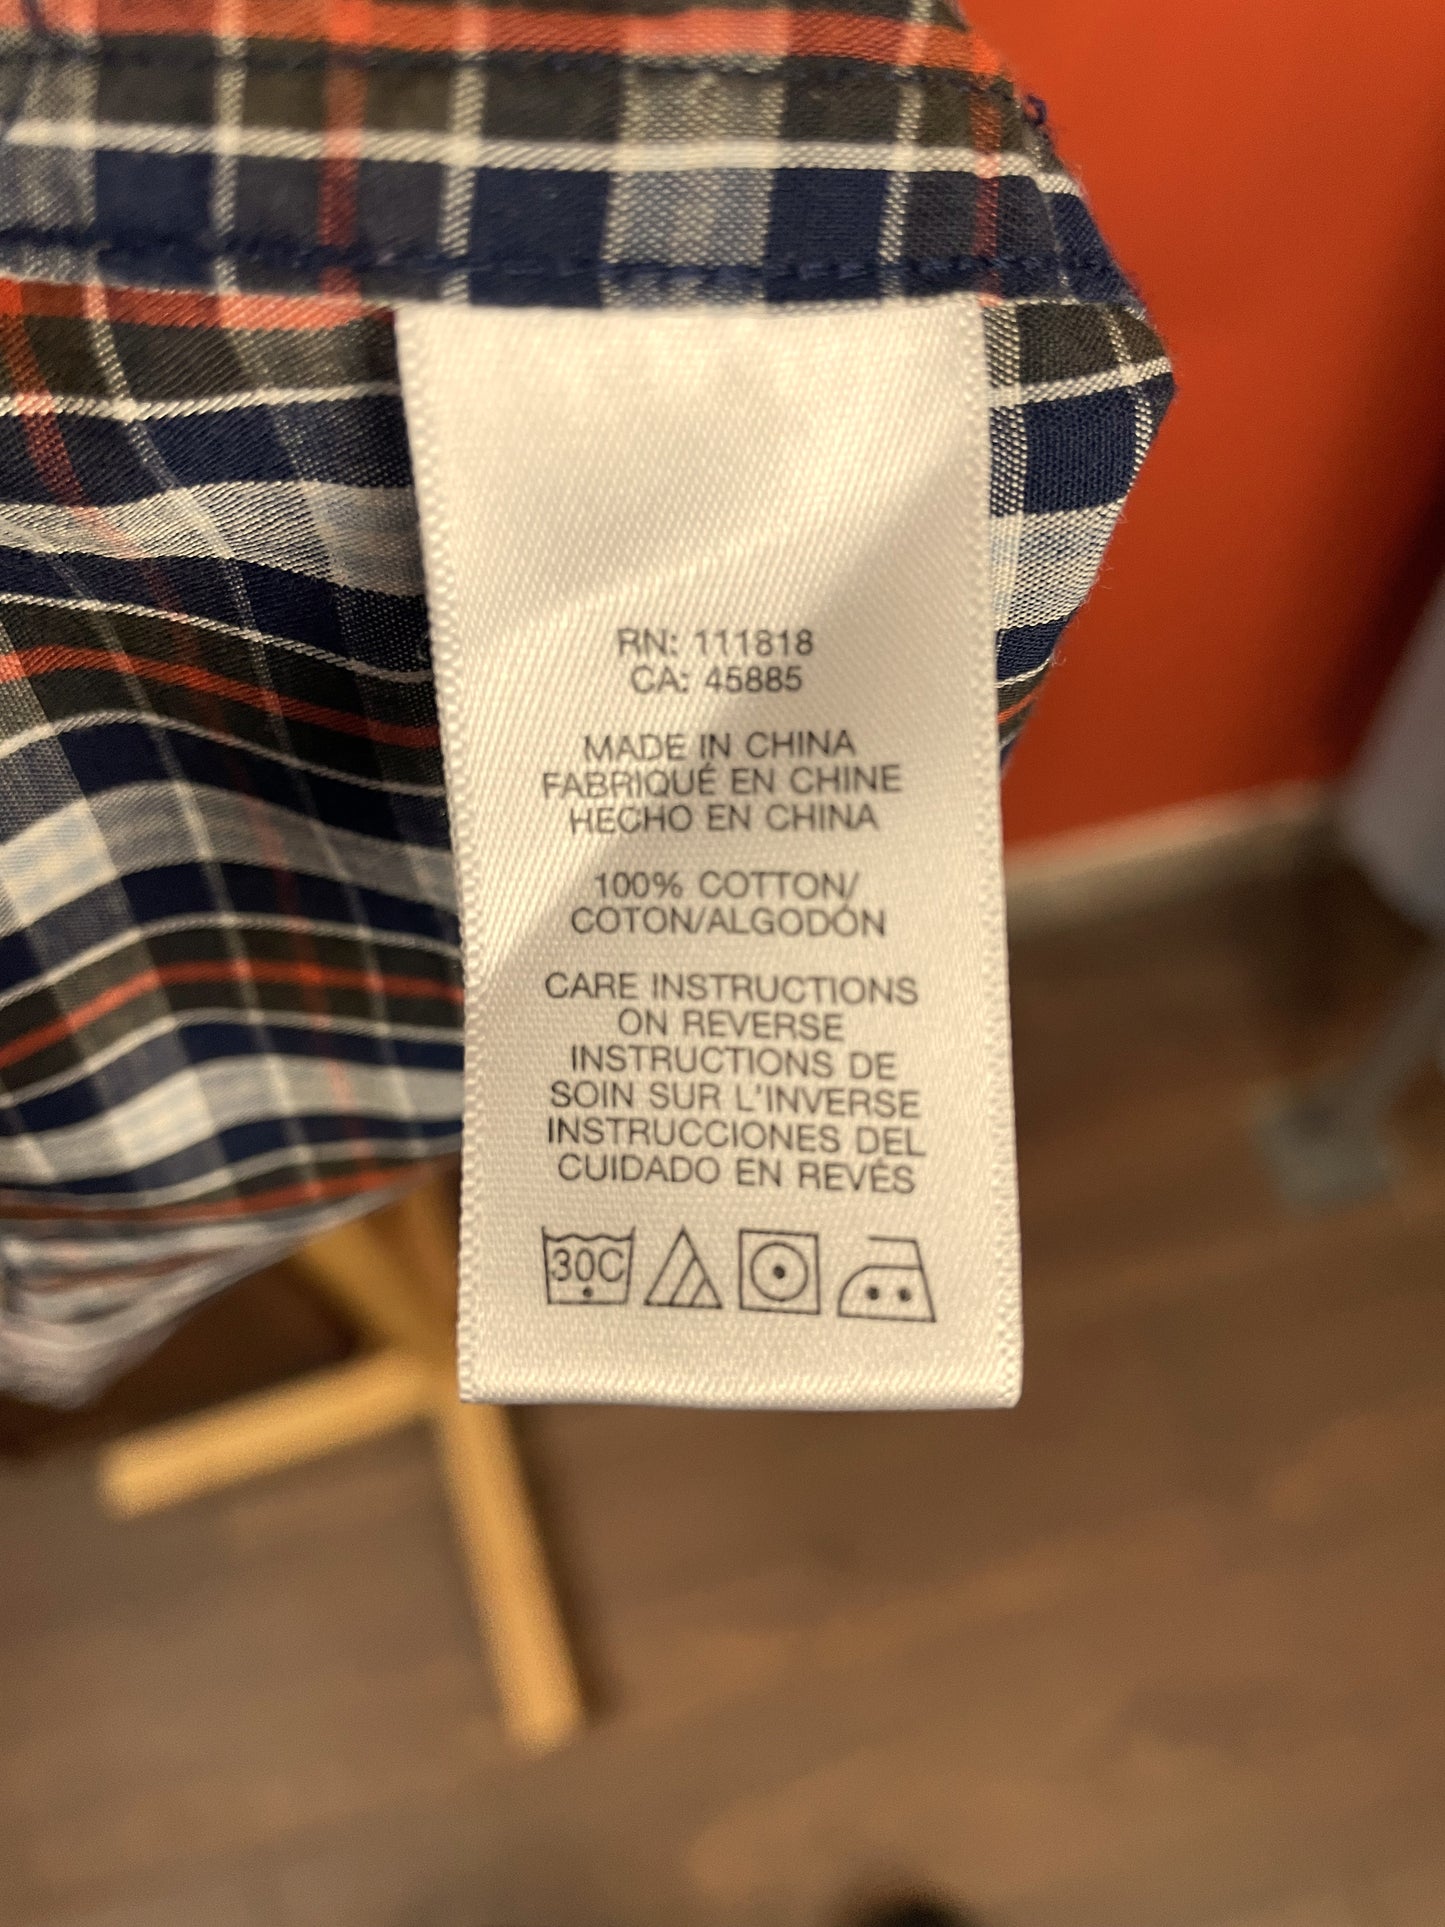 RN: 111818
CA: 45885
MADE IN CHINA
FABRIQUÉ EN CHINE
HECHO EN CHINA
100% COTTON/
COTON/ALGODÓN
CARE INSTRUCTIONS
ON REVERSE
INSTRUCTIONS DE
SOIN SUR L'INVERSE
INSTRUCCIONES DEL
CUIDADO EN REVÉS
30C